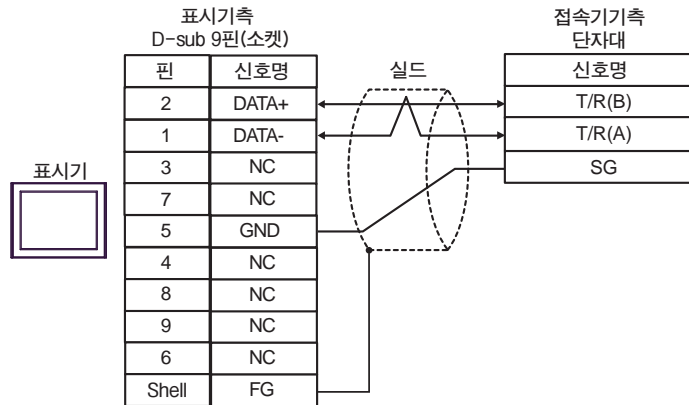 표시기측
D-sub 9핀(소켓)
접속기기측
단자대
핀 신호명
실드
신호명
2 DATA+
T/R(B)
1 DATA-
T/R(A)
3 NC
SG
표시기
7 NC
5 GND
4 NC
8 NC
9 NC
6 NC
Shell FG